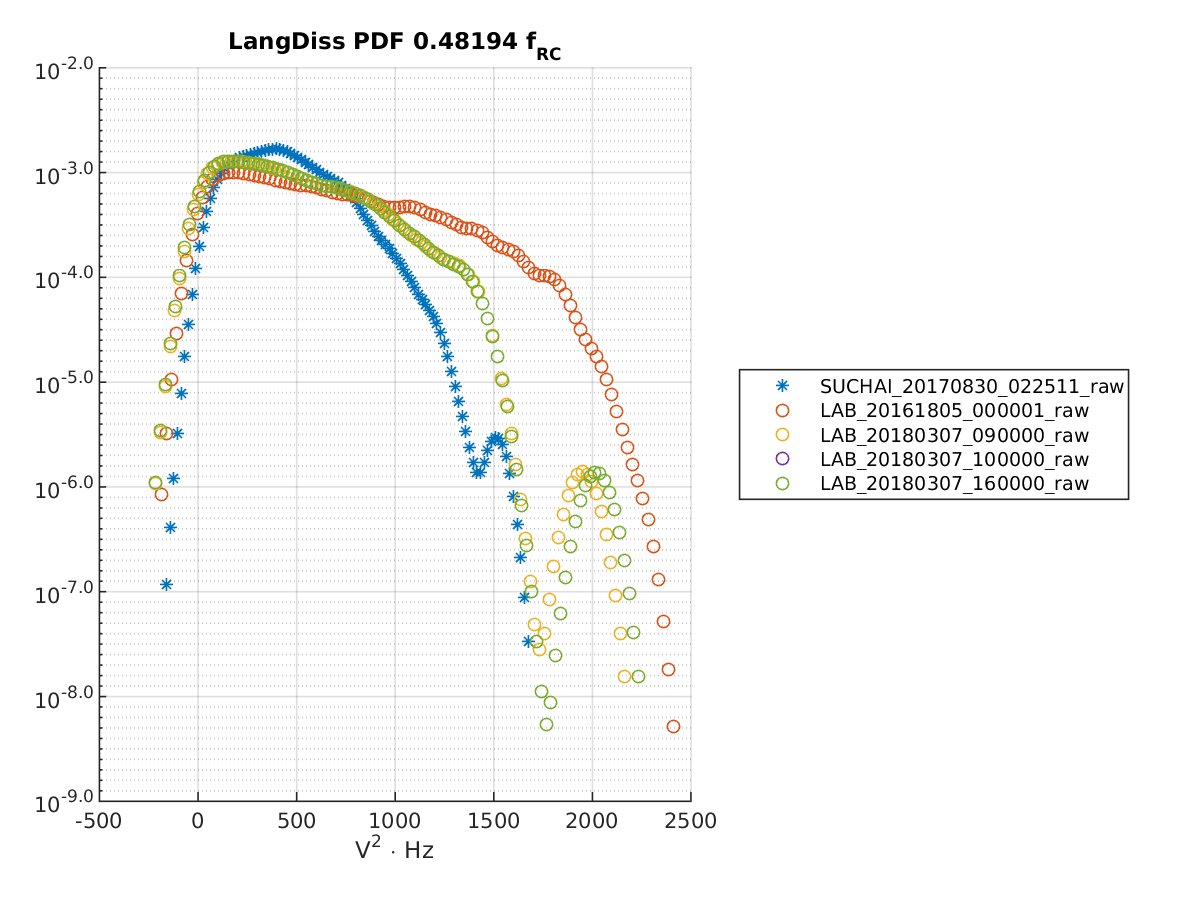 LangDiss PDF 0.48194 f_RC
10^-2.0
10^-3.0
10^-4.0
10^-5.0
10^-6.0
10^-7.0
10^-8.0
10^-9.0
-500 0 500 1000 1500 2000 2500
V^2 · Hz
SUCHAI_20170830_022511_raw
LAB_20161805_000001_raw
LAB_20180307_090000_raw
LAB_20180307_100000_raw
LAB_20180307_160000_raw